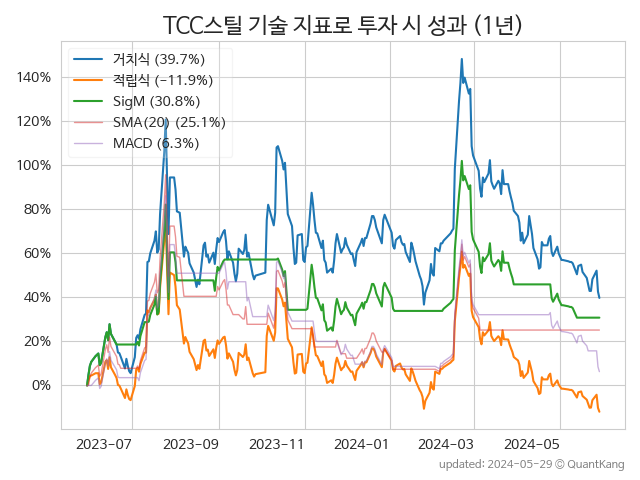 TCC스틸 기술 지표로 투자 시 성과 (1년)
거치식 (39.7%)
적립식 (−11.9%)
SigM (30.8%)
SMA(20) (25.1%)
MACD (6.3%)
140%
120%
100%
80%
60%
40%
20%
0%
2023−07 2023−09 2023−11 2024−01 2024−03 2024−05
updated: 2024−05−29 © QuantKang